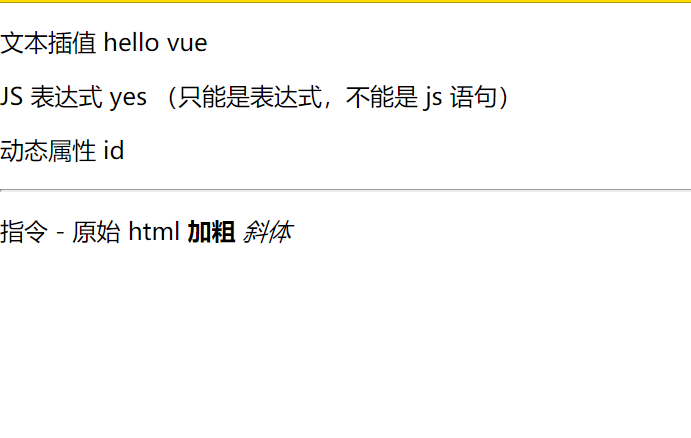 文本插值 hello vue
JS 表达式 yes （只能是表达式，不能是 js 语句）
动态属性 id
指令 - 原始 html 加粗 斜体